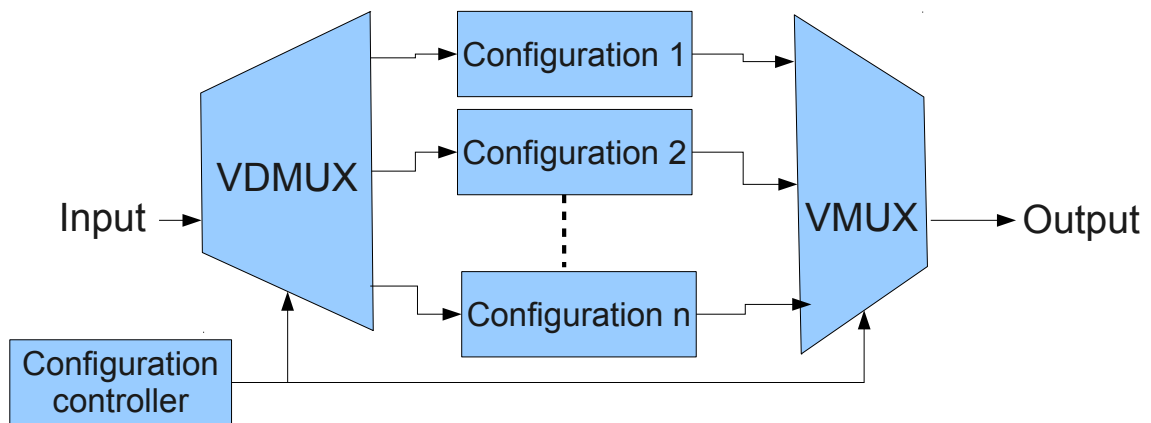 Configuration 1
VDMUX
Configuration 2
Input
VMUX
Output
Configuration n
Configuration
controller